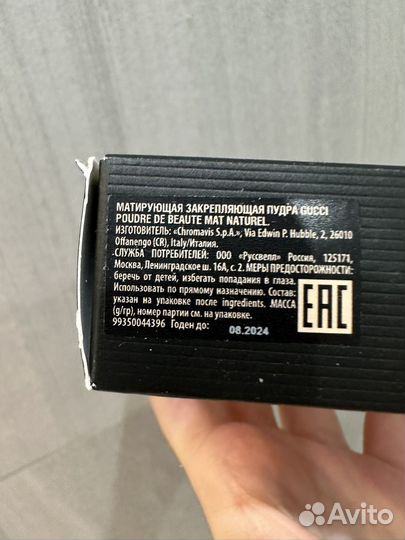 МАТИРУЮЩАЯ ЗАКРЕПЛЯЮЩАЯ ПУДРА GUCCI
POUDRE DE BEAUTE MAT NATUREL.
ИЗГОТОВИТЕЛЬ: «Chromavis S.p.A.», Via Edwin P. Hubble, 2, 26010
Offanengo (CR), Italy/Италия.
СЛУЖБА ПОТРЕБИТЕЛЕЙ: ООО «Руссвелл» Россия, 125171,
Москва, Ленинградское ш. 16А, с. 2. МЕРЫ ПРЕДОСТОРОЖНОСТИ:
беречь от детей, избегать попадания в глаза.
Использовать по прямому назначению. Состав:
указан на упаковке после ingredients. .МАССА
(g/гр), номер партии см. на упаковке.
99350044396 Годен до: 08.2024
EAC
Avito